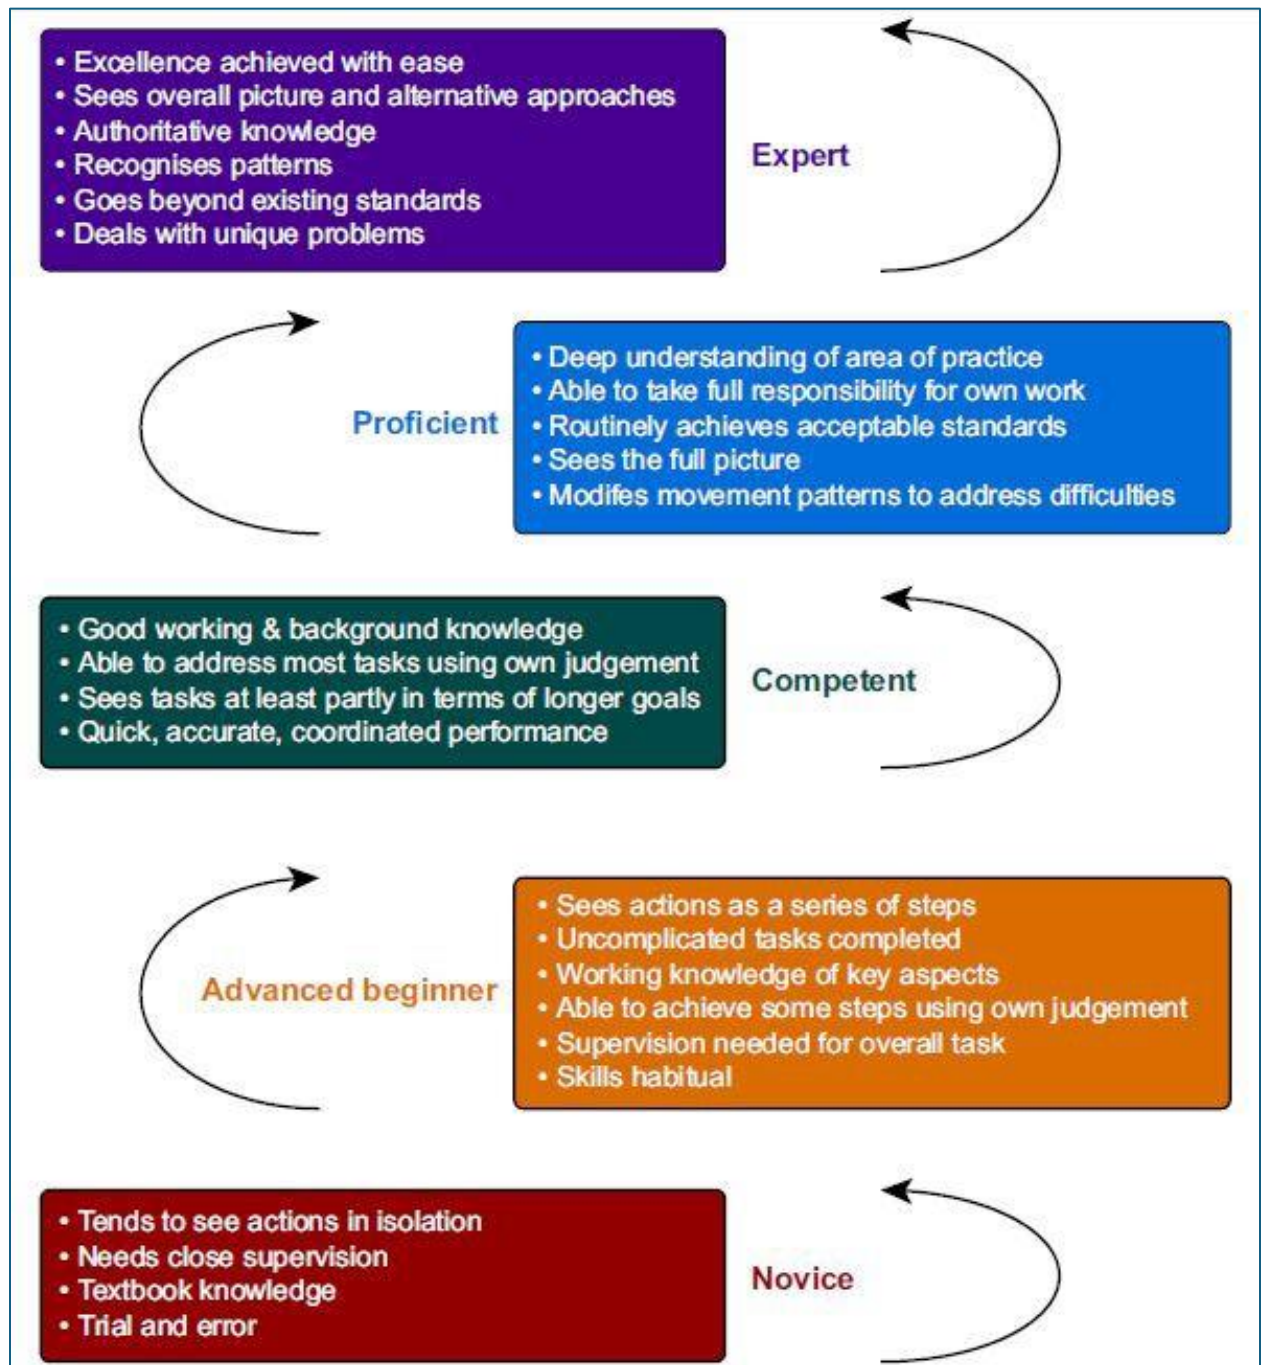 • Excellence achieved with ease
• Sees overall picture and alternative approaches
• Authoritative knowledge
• Recognises patterns
• Goes beyond existing standards
• Deals with unique problems
Expert
Proficient
• Deep understanding of area of practice
• Able to take full responsibility for own work
• Routinely achieves acceptable standards
• Sees the full picture
• Modifes movement patterns to address difficulties
• Good working & background knowledge
• Able to address most tasks using own judgement
• Sees tasks at least partly in terms of longer goals
• Quick, accurate, coordinated performance
Competent
Advanced beginner
• Sees actions as a series of steps
• Uncomplicated tasks completed
• Working knowledge of key aspects
• Able to achieve some steps using own judgement
• Supervision needed for overall task
• Skills habitual
• Tends to see actions in isolation
• Needs close supervision
• Textbook knowledge
• Trial and error
Novice